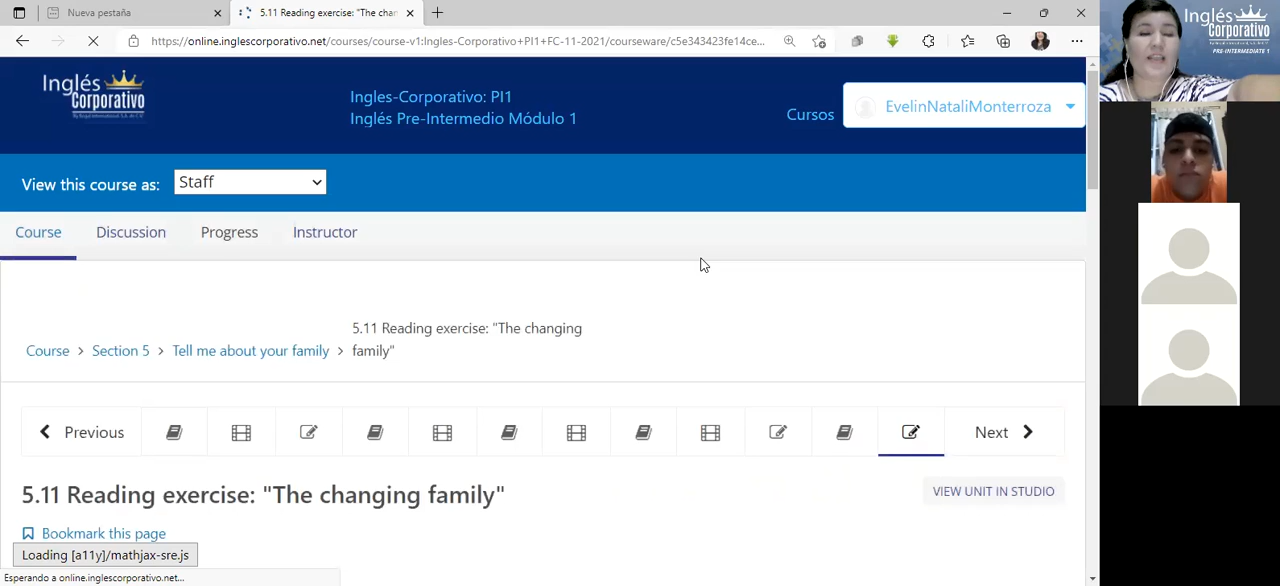 Nueva pestaña
5.11 Reading exercise: "The chan
https://online.inglescorporativo.net/courses/course-v1:Ingles-Corporativo+PI1+FC-11-2021/courseware/c5e343423fe14ce...
Inglés
Corporativo
Ingles-Corporativo: PI1
Inglés Pre-Intermedio Módulo 1
Cursos
EvelinNataliMonterroza
View this course as:
Staff
Course
Discussion
Progress
Instructor
Course > Section 5 > Tell me about your family > 5.11 Reading exercise: "The changing
family"
Previous
Next
5.11 Reading exercise: "The changing family"
VIEW UNIT IN STUDIO
Bookmark this page
Loading [a11y]/mathjax-sre.js
Esperando a online.inglescorporativo.net...
Inglés
Corporativo
PRE-INTERMEDIATE 1